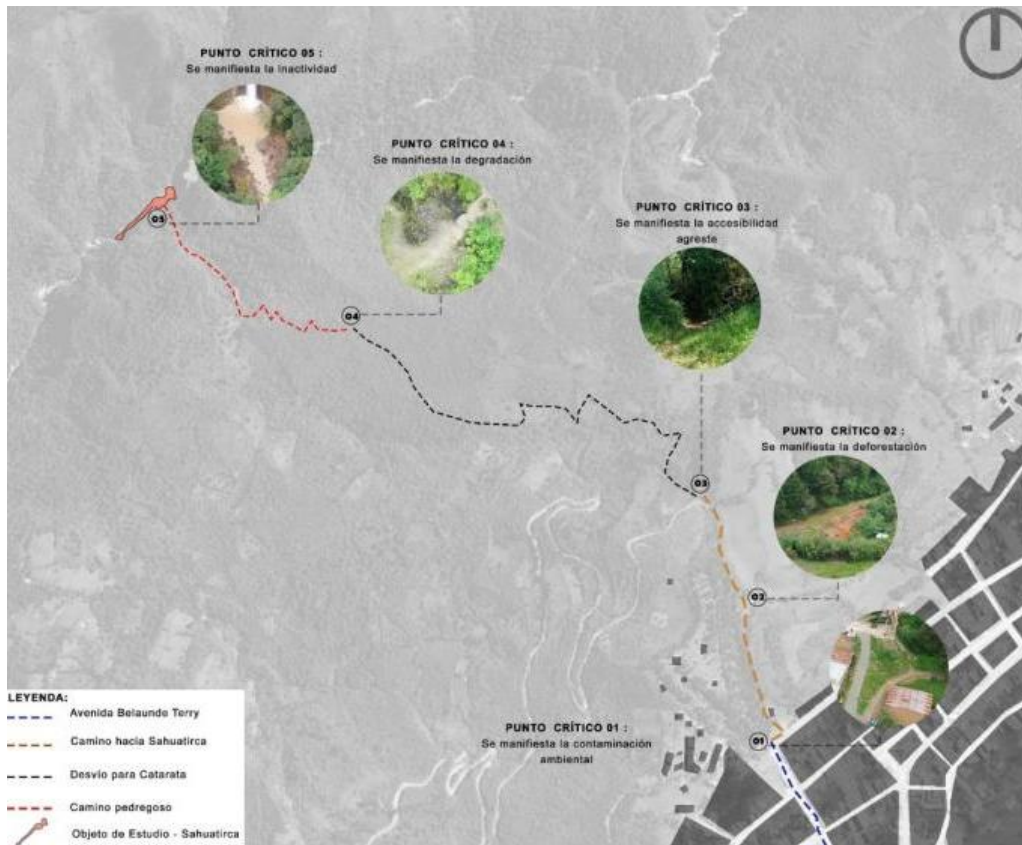 PUNTO CRÍTICO 05 :
Se manifiesta la inactividad
PUNTO CRÍTICO 04 :
Se manifiesta la degradación
PUNTO CRÍTICO 03 :
Se manifiesta la accesibilidad
agreste
05
04
PUNTO CRÍTICO 02 :
Se manifiesta la deforestación
03
02
PUNTO CRÍTICO 01 :
Se manifiesta la contaminación
ambiental
01
LEYENDA:
Avenida Belaunde Terry
Camino hacia Sahuatirca
Desvío para Catarata
Camino pedregoso
Objeto de Estudio - Sahuatirca